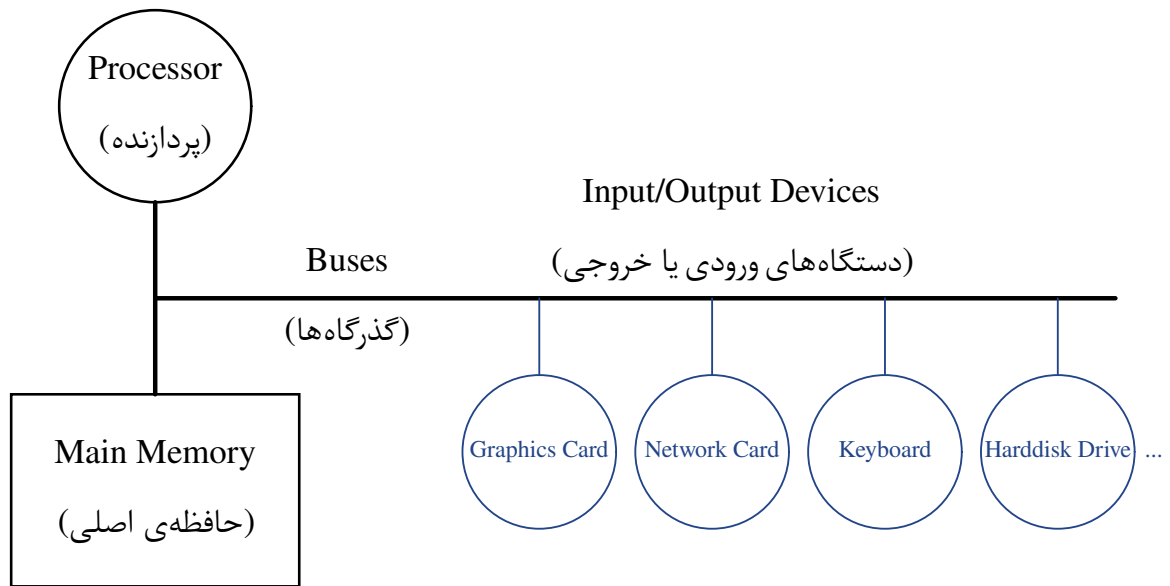 Processor
(پردازنده)
Input/Output Devices
(دستگاه‌های ورودی یا خروجی)
Buses
(گذرگاه‌ها)
Main Memory
(حافظه‌ی اصلی)
Graphics Card
Network Card
Keyboard
Harddisk Drive
...